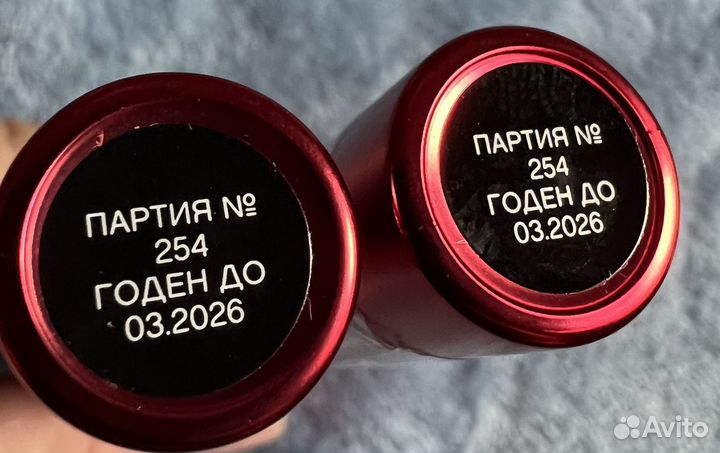 ПАРТИЯ №
254
ГОДЕН ДО
03.2026
ПАРТИЯ №
254
ГОДЕН ДО
03.2026
Avito